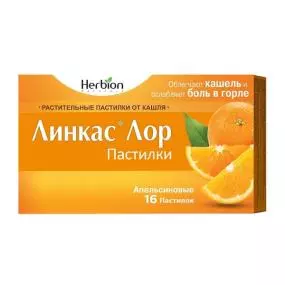 Herbion
Облегчает кашель и
ослабляет боль в горле
РАСТИТЕЛЬНЫЕ ПАСТИЛКИ ОТ КАШЛЯ
Линкас® Лор
Пастилки
Апельсиновые
16 Пастилок